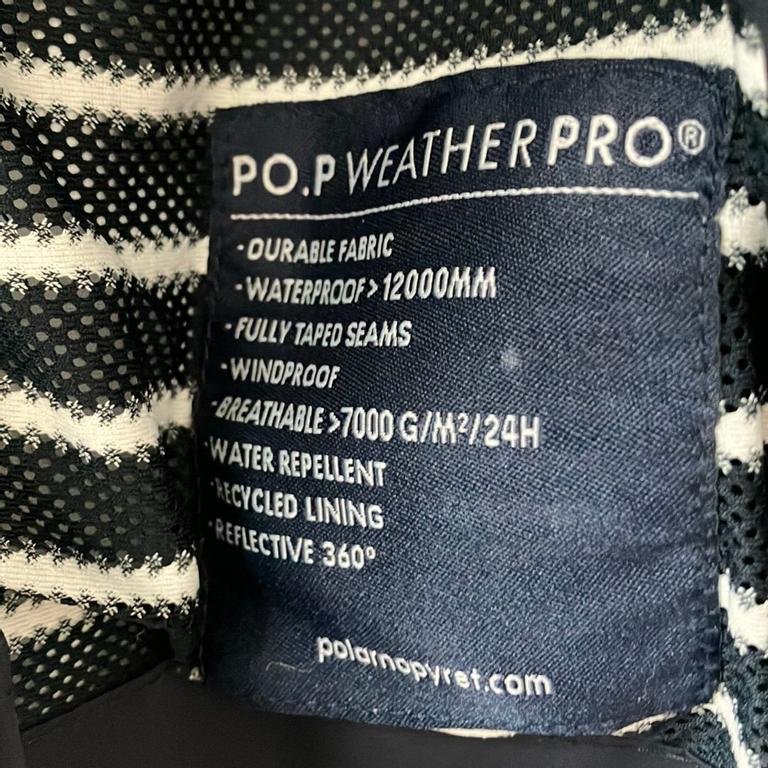 PO.P WEATHERPRO®
-DURABLE FABRIC
-WATERPROOF>12000MM
-FULLY TAPED SEAMS
-WINDPROOF
-BREATHABLE>7000 G/M²/24H
-WATER REPELLENT
-RECYCLED LINING
-REFLECTIVE 360°
polarnopyret.com